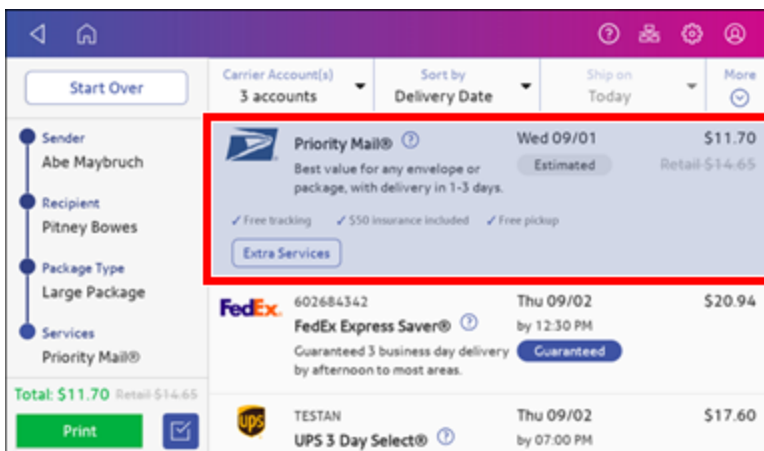 Start Over
Carrier Account(s)
3 accounts
Sort by
Delivery Date
Ship on
Today
More
Sender
Abe Maybruch
Recipient
Pitney Bowes
Package Type
Large Package
Services
Priority Mail®
Total: $11.70 Retail $14.65
Print
Priority Mail® ?
Wed 09/01
$11.70
Best value for any envelope or
package, with delivery in 1-3 days.
Estimated
Retail $14.65
✓ Free tracking ✓ $50 insurance included ✓ Free pickup
Extra Services
FedEx.
602684342
Thu 09/02
$20.94
FedEx Express Saver® ?
by 12:30 PM
Guaranteed 3 business day delivery
by afternoon to most areas.
Guaranteed
ups
TESTAN
Thu 09/02
$17.60
UPS 3 Day Select® ?
by 07:00 PM